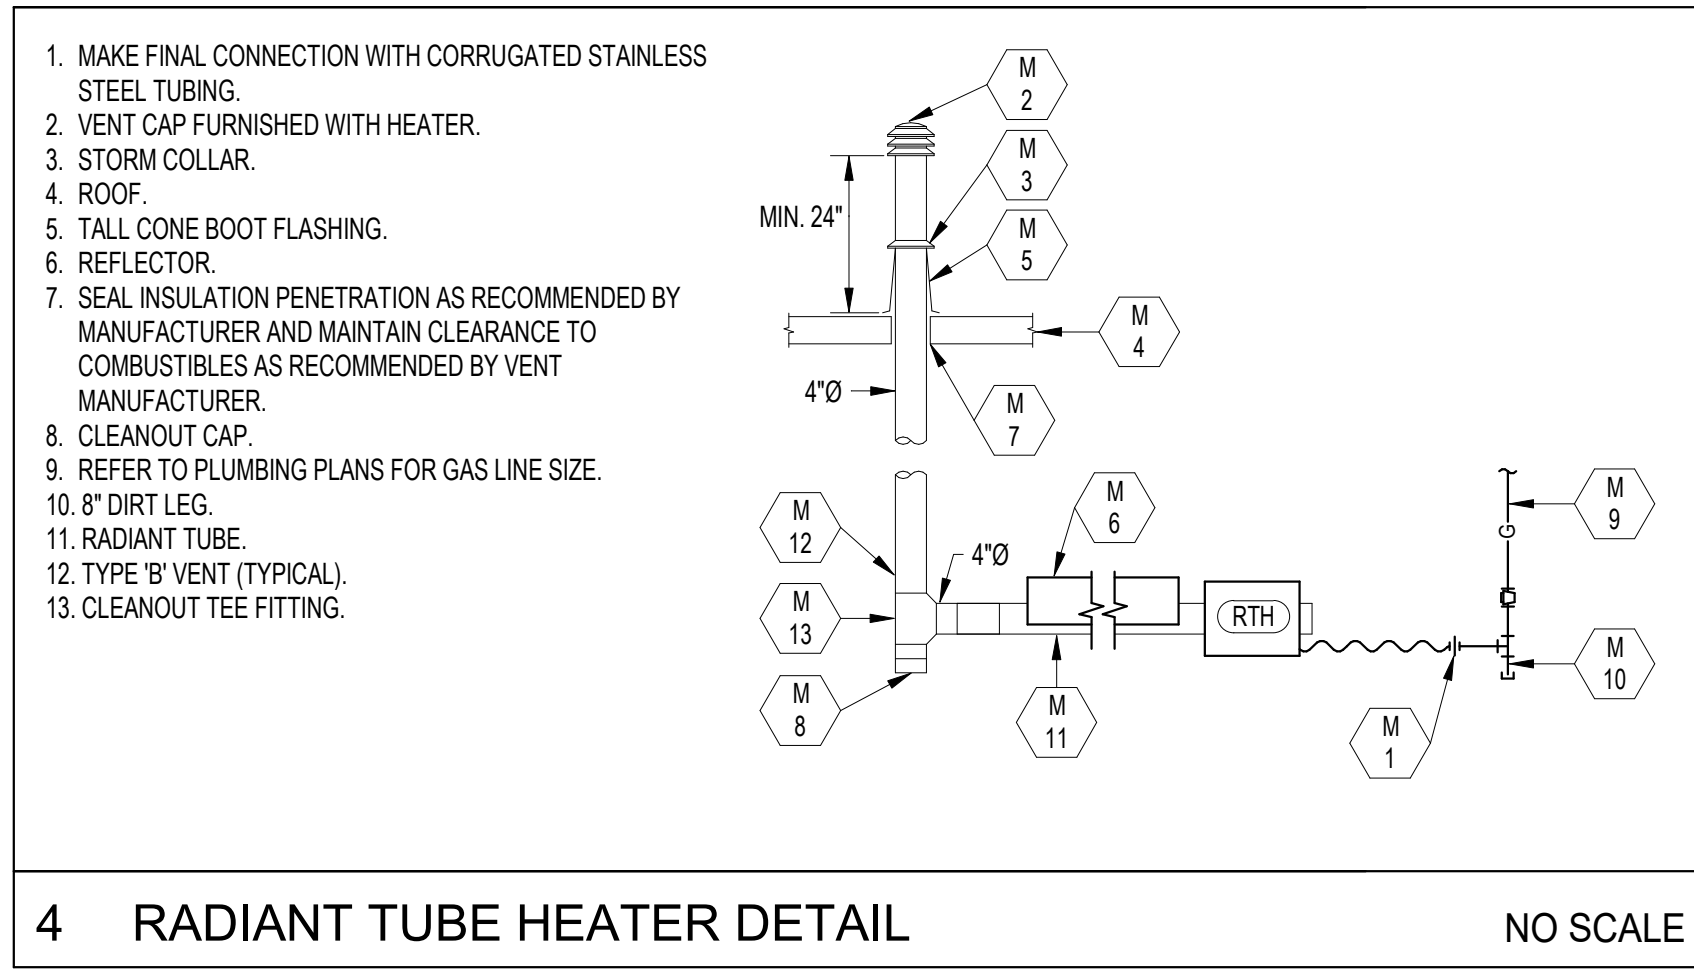 1. MAKE FINAL CONNECTION WITH CORRUGATED STAINLESS
STEEL TUBING.
2. VENT CAP FURNISHED WITH HEATER.
3. STORM COLLAR.
4. ROOF.
5. TALL CONE BOOT FLASHING.
6. REFLECTOR.
7. SEAL INSULATION PENETRATION AS RECOMMENDED BY
MANUFACTURER AND MAINTAIN CLEARANCE TO
COMBUSTIBLES AS RECOMMENDED BY VENT
MANUFACTURER.
8. CLEANOUT CAP.
9. REFER TO PLUMBING PLANS FOR GAS LINE SIZE.
10. 8" DIRT LEG.
11. RADIANT TUBE.
12. TYPE 'B' VENT (TYPICAL).
13. CLEANOUT TEE FITTING.
M
2
M
3
MIN. 24"
M
5
M
4
4"Ø
M
7
M
12
M
6
M
9
G
4"Ø
M
13
RTH
M
10
M
8
M
11
M
1
4 RADIANT TUBE HEATER DETAIL
NO SCALE